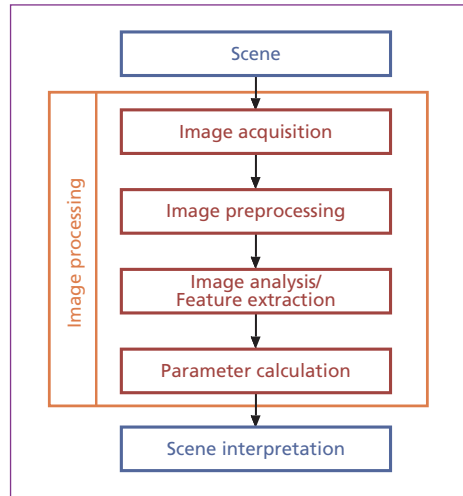 Scene
Image processing
Image acquisition
Image preprocessing
Image analysis/
Feature extraction
Parameter calculation
Scene interpretation